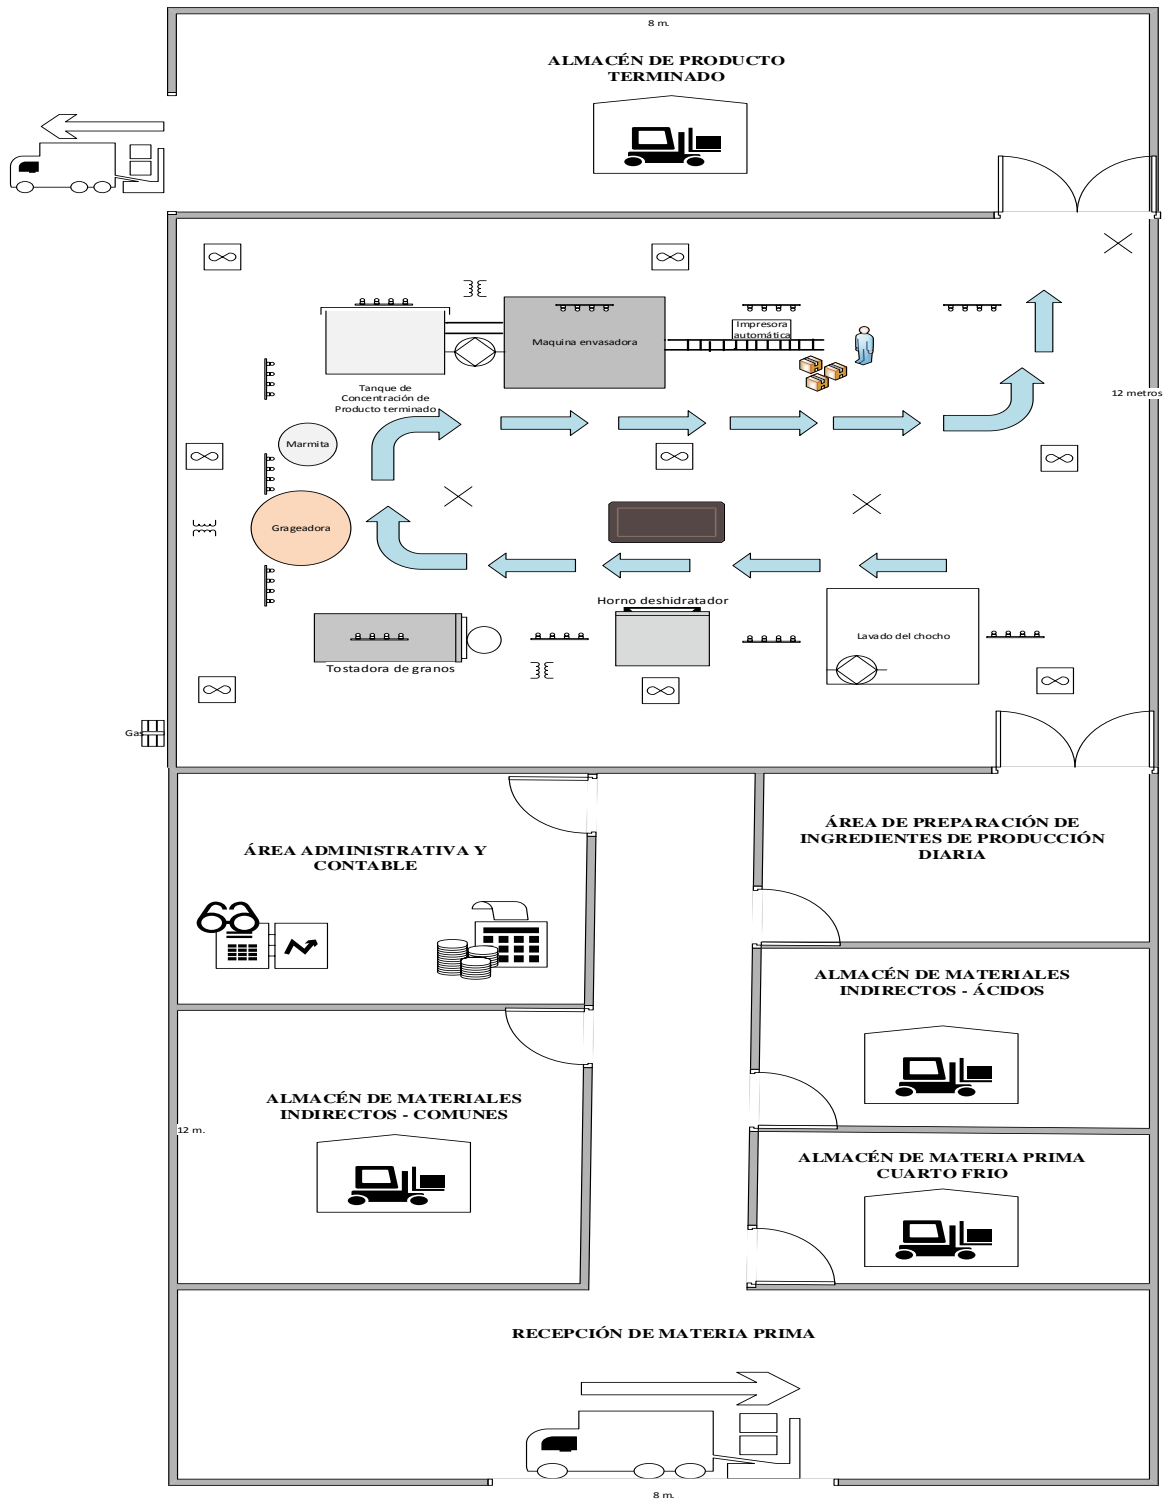 8 m.
ALMACÉN DE PRODUCTO
TERMINADO
Impresora
automática
Maquina envasadora
Tanque de
Concentración de
Producto terminado
12 metros
Marmita
Grageadora
Horno deshidratador
Lavado del chocho
Tostadora de granos
Gas
ÁREA DE PREPARACIÓN DE
INGREDIENTES DE PRODUCCIÓN
DIARIA
ÁREA ADMINISTRATIVA Y
CONTABLE
ALMACÉN DE MATERIALES
INDIRECTOS - ÁCIDOS
ALMACÉN DE MATERIALES
INDIRECTOS - COMUNES
12 m.
ALMACÉN DE MATERIA PRIMA
CUARTO FRIO
RECEPCIÓN DE MATERIA PRIMA
8 m.